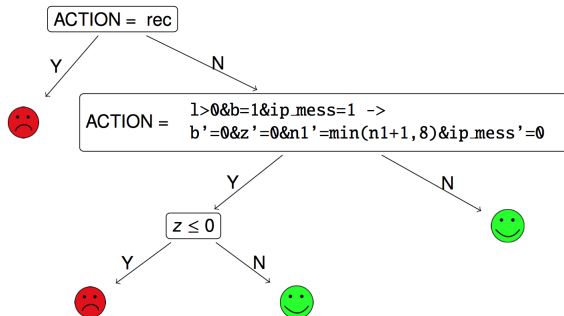 ACTION = rec
Y
N
l>0&b=1&ip_mess=1 ->
ACTION =
b'=0&z'=0&n1'=min(n1+1,8)&ip_mess'=0
Y
N
z ≤ 0
Y
N